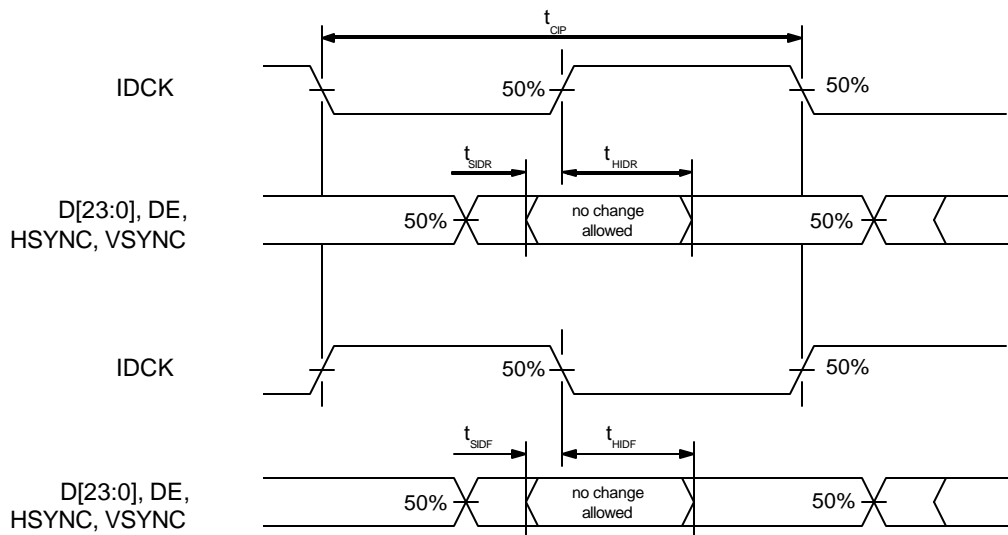 tCIP
IDCK
50%
50%
tSIDR
tHIDR
D[23:0], DE,
HSYNC, VSYNC
50%
no change
allowed
50%
IDCK
50%
50%
tSIDF
tHIDF
D[23:0], DE,
HSYNC, VSYNC
50%
no change
allowed
50%